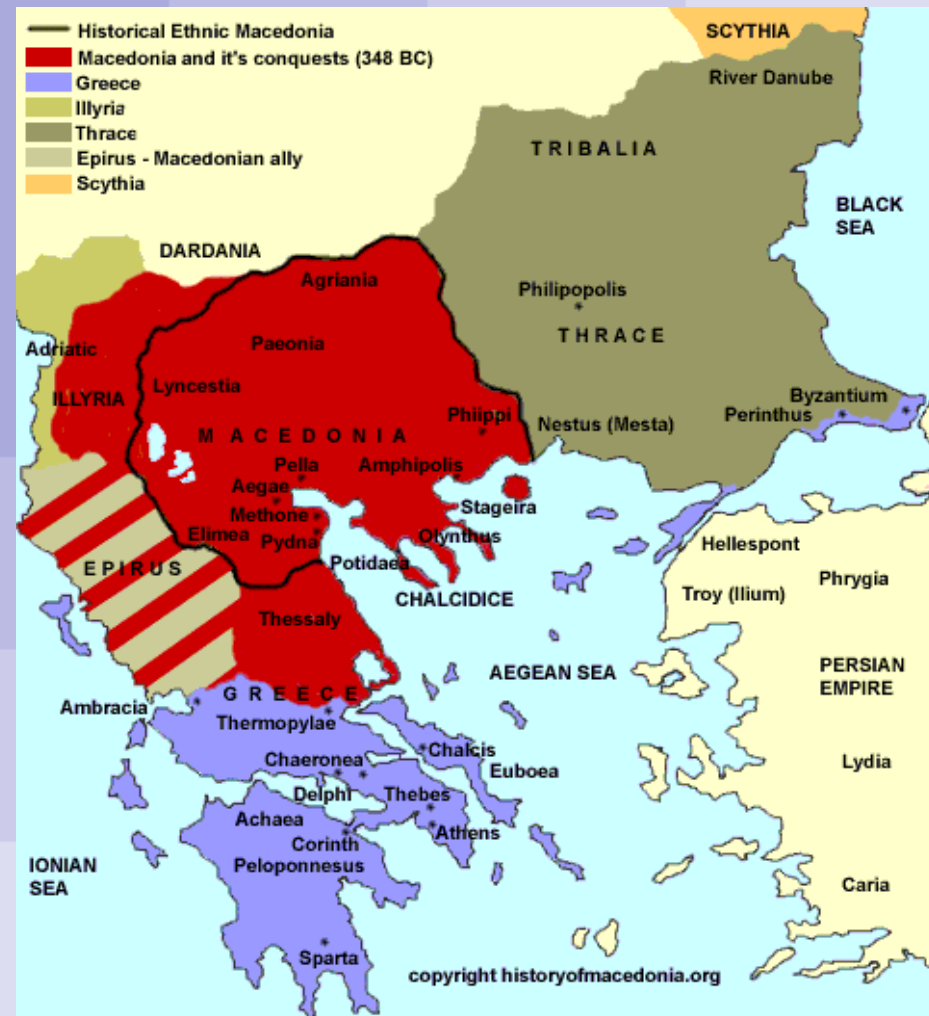 Historical Ethnic Macedonia
Macedonia and it's conquests (348 BC)
Greece
Illyria
Thrace
Epirus - Macedonian ally
Scythia
SCYTHIA
River Danube
TRIBALIA
BLACK
SEA
DARDANIA
Agriania
Philipopolis
THRACE
Adriatic
Paeonia
ILLYRIA
Lyncestia
Byzantium
Perinthus
Phiippi
Nestus (Mesta)
MACEDONIA
Pella
Amphipolis
Aegae
Stageira
Methone
Elimea
Pydna
Olynthus
Potidaea
Hellespont
EPIRUS
CHALCIDICE
Troy (Ilium)
Phrygia
Thessaly
AEGEAN SEA
PERSIAN
EMPIRE
GREECE
Ambracia
Thermopylae
Chaeronea
Chalcis
Euboea
Lydia
Delphi
Thebes
Achaea
Athens
Corinth
Peloponnesus
IONIAN
SEA
Caria
Sparta
copyright historyofmacedonia.org